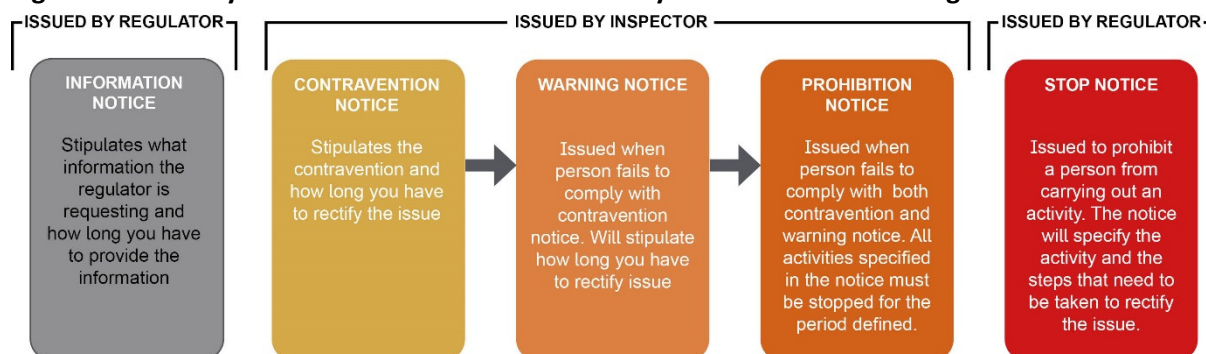 ISSUED BY REGULATOR
ISSUED BY INSPECTOR
ISSUED BY REGULATOR
INFORMATION
NOTICE
Stipulates what
information the
regulator is
requesting and
how long you have
to provide the
information
CONTRAVENTION
NOTICE
Stipulates the
contravention and
how long you have
to rectify the issue
WARNING NOTICE
Issued when
person fails to
comply with
contravention
notice. Will stipulate
how long you have
to rectify issue
PROHIBITION
NOTICE
Issued when
person fails to
comply with both
contravention and
warning notice. All
activities specified
in the notice must
be stopped for the
period defined.
STOP NOTICE
Issued to prohibit
a person from
carrying out an
activity. The notice
will specify the
activity and the
steps that need to
be taken to rectify
the issue.